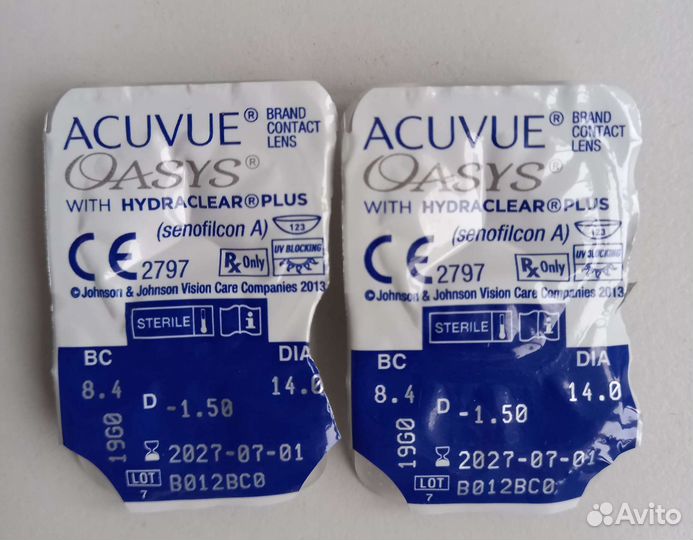 ACUVUE® BRAND CONTACT LENS
OASYS®
WITH HYDRACLEAR® PLUS
(senofilcon A) 123
CE 2797 Rx Only UV BLOCKING
© Johnson & Johnson Vision Care Companies 2013
STERILE i
BC DIA
8.4 D -1.50 14.0
19G0
2027-07-01
LOT B012BC0
7
ACUVUE® BRAND CONTACT LENS
OASYS®
WITH HYDRACLEAR® PLUS
(senofilcon A) 123
CE 2797 Rx Only UV BLOCKING
© Johnson & Johnson Vision Care Companies 2013
STERILE i
BC DIA
8.4 D -1.50 14.0
19G0
2027-07-01
LOT B012BC0
7
Avito